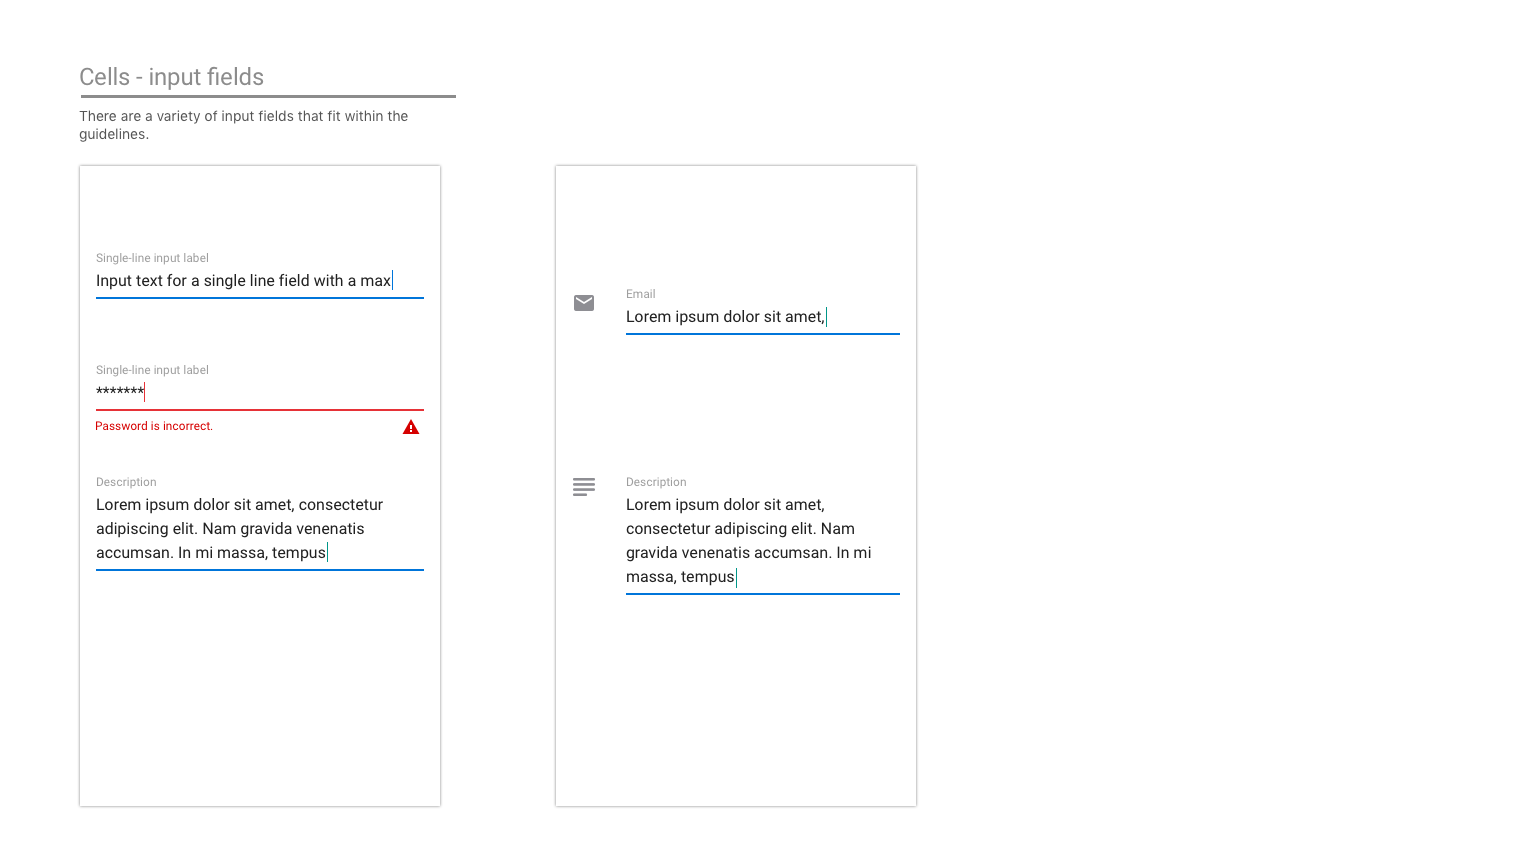 Cells - input fields
There are a variety of input fields that fit within the
guidelines.
Single-line input label
Input text for a single line field with a max
Single-line input label
*******
Password is incorrect.
Description
Lorem ipsum dolor sit amet, consectetur
adipiscing elit. Nam gravida venenatis
accumsan. In mi massa, tempus
Email
Lorem ipsum dolor sit amet,
Description
Lorem ipsum dolor sit amet,
consectetur adipiscing elit. Nam
gravida venenatis accumsan. In mi
massa, tempus